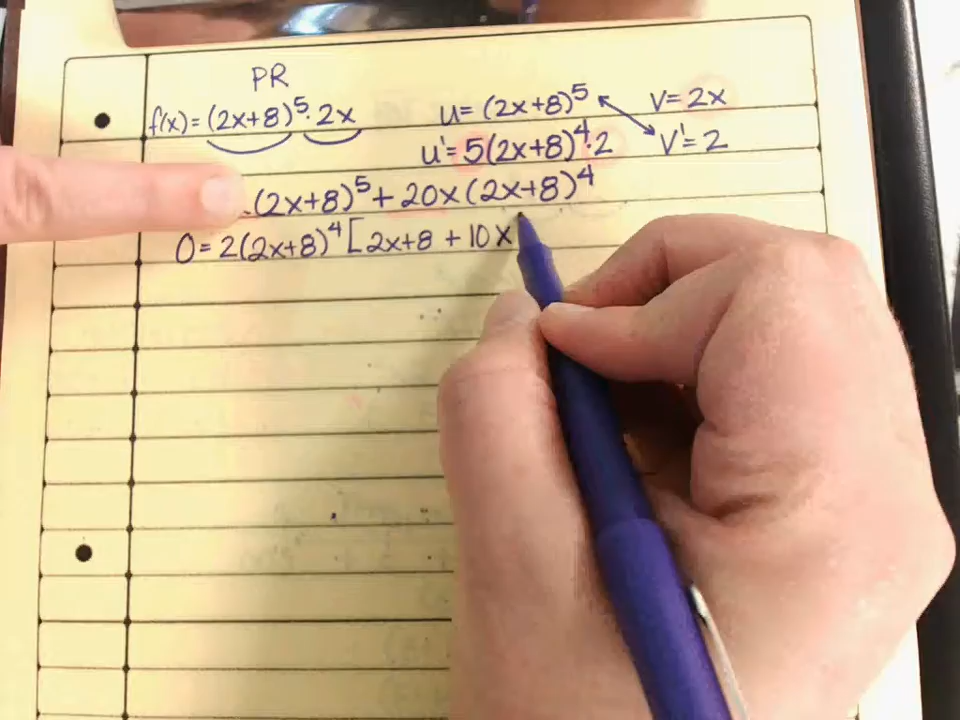 PR
f(x)= (2x+8)⁵·2x u= (2x+8)⁵ v= 2x
u'= 5(2x+8)⁴·2 v'= 2
(2x+8)⁵ + 20x(2x+8)⁴
0= 2(2x+8)⁴[2x+8 + 10x